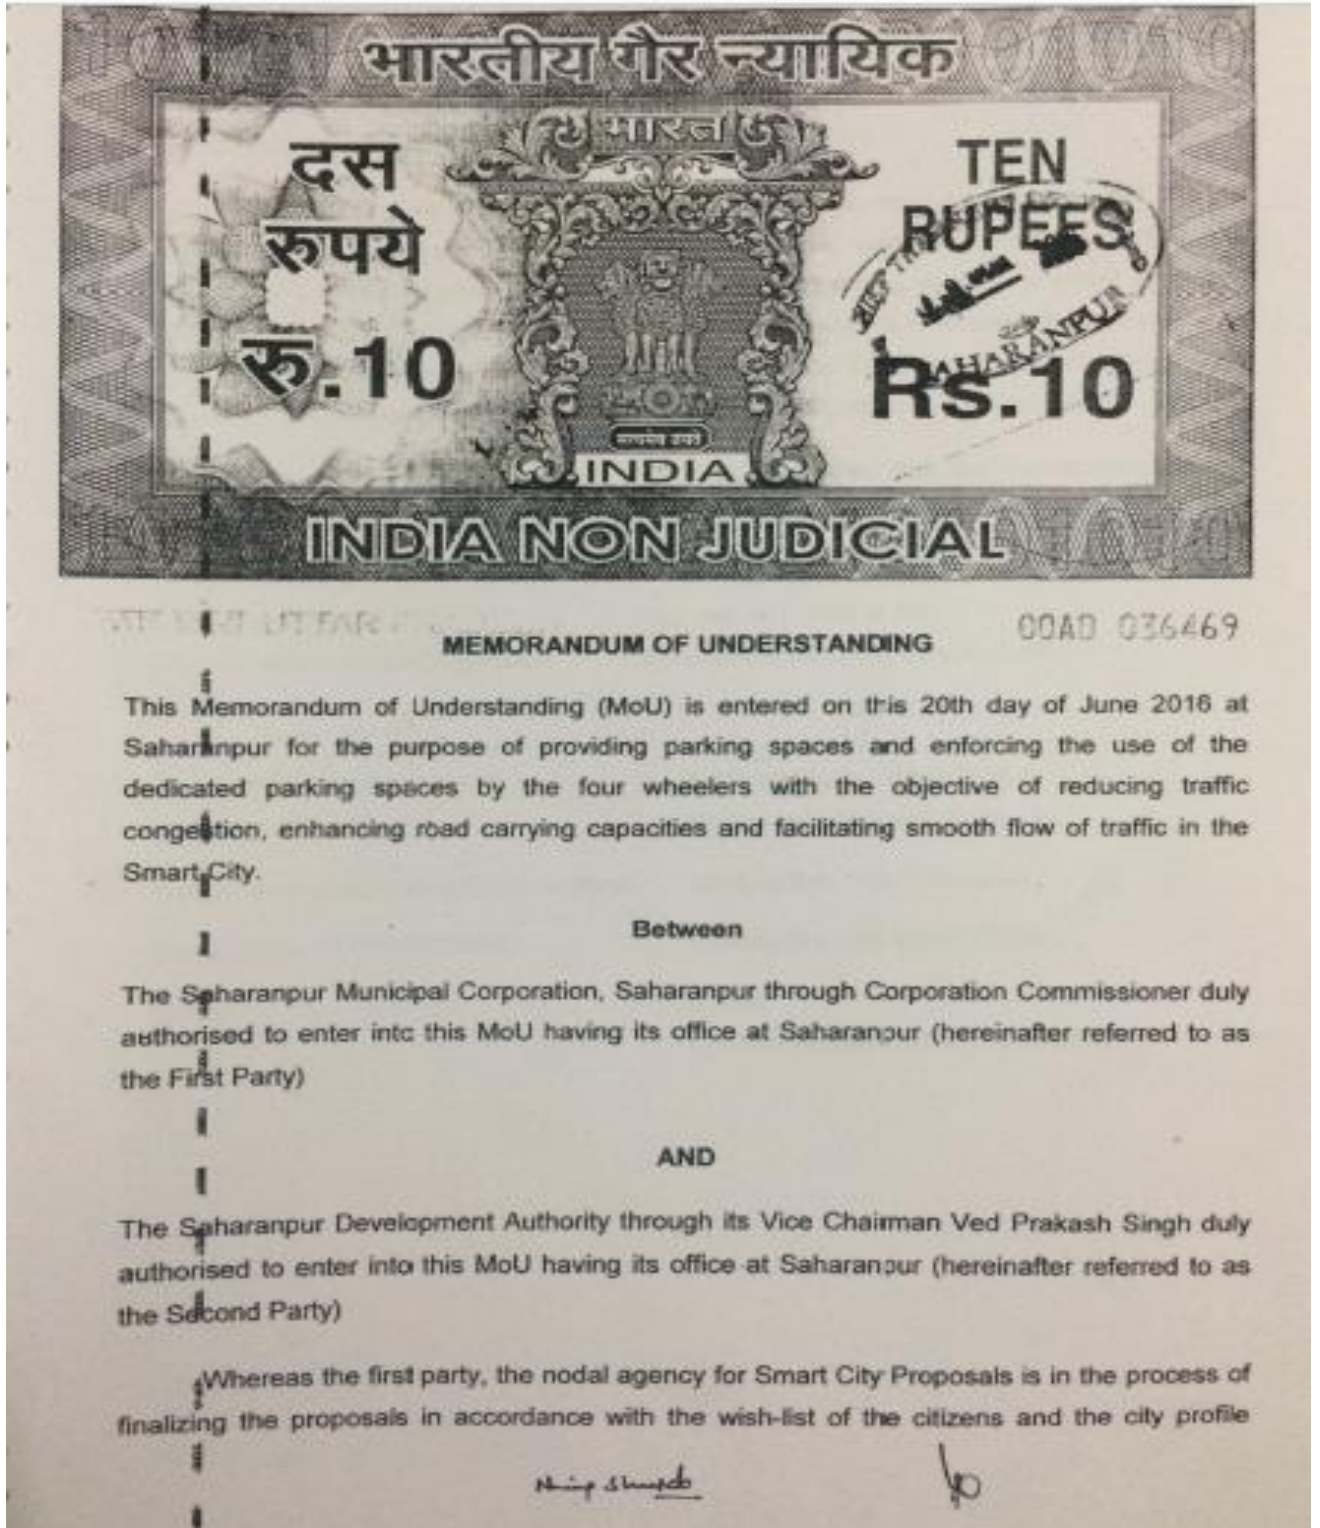 भारतीय गैर न्यायिक
भारत
दस
रुपये
रु.10
TEN
RUPEES
Rs.10
SAHARANPUR
सत्यमेव जयते
INDIA
INDIA NON JUDICIAL
UTTAR
00AD 036469
MEMORANDUM OF UNDERSTANDING
This Memorandum of Understanding (MoU) is entered on this 20th day of June 2016 at
Saharanpur for the purpose of providing parking spaces and enforcing the use of the
dedicated parking spaces by the four wheelers with the objective of reducing traffic
congestion, enhancing road carrying capacities and facilitating smooth flow of traffic in the
Smart City.
Between
The Saharanpur Municipal Corporation, Saharanpur through Corporation Commissioner duly
authorised to enter into this MoU having its office at Saharanpur (hereinafter referred to as
the First Party)
AND
The Saharanpur Development Authority through its Vice Chairman Ved Prakash Singh duly
authorised to enter into this MoU having its office at Saharanpur (hereinafter referred to as
the Second Party)
Whereas the first party, the nodal agency for Smart City Proposals is in the process of
finalizing the proposals in accordance with the wish-list of the citizens and the city profile